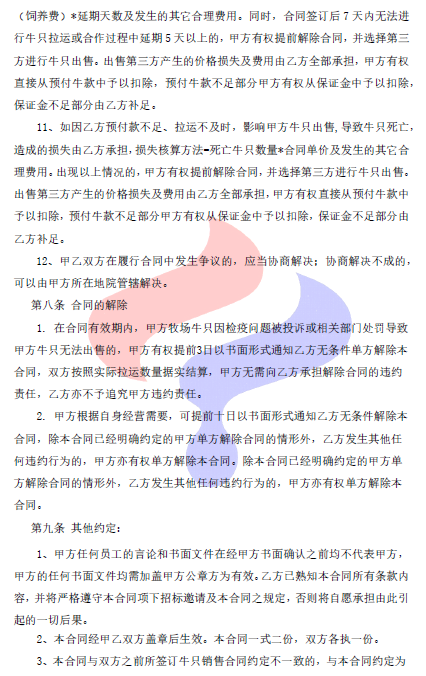 （饲养费）*延期天数及发生的其它合理费用。同时，合同签订后 7 天内无法进
行牛只拉运或合作过程中延期 5 天以上的，甲方有权提前解除合同，并选择第三
方进行牛只出售。出售第三方产生的价格损失及费用由乙方全部承担，甲方有权
直接从预付牛款中予以扣除，预付牛款不足部分甲方有权从保证金中予以扣除，
保证金不足部分由乙方补足。
11、如因乙方预付款不足、拉运不及时，影响甲方牛只出售,导致牛只死亡，
造成的损失由乙方承担,损失核算方法=死亡牛只数量*合同单价及发生的其它合
理费用。出现以上情况的，甲方有权提前解除合同，并选择第三方进行牛只出售。
出售第三方产生的价格损失及费用由乙方全部承担，甲方有权直接从预付牛款中
予以扣除，预付牛款不足部分甲方有权从保证金中予以扣除，保证金不足部分由
乙方补足。
12、甲乙双方在履行合同中发生争议的，应当协商解决；协商解决不成的，
可以由甲方所在地院管辖解决。
第八条 合同的解除
1. 在合同有效期内，甲方牧场牛只因检疫问题被投诉或相关部门处罚导致
甲方牛只无法出售的，甲方有权提前3日以书面形式通知乙方无条件单方解除本
合同，双方按照实际拉运数量据实结算，甲方无需向乙方承担解除合同的违约
责任，乙方亦不予追究甲方违约责任。
2. 甲方根据自身经营需要，可提前十日以书面形式通知乙方无条件解除本
合同，除本合同已经明确约定的甲方单方解除合同的情形外，乙方发生其他任
何违约行为的，甲方亦有权单方解除本合同。除本合同已经明确约定的甲方单
方解除合同的情形外，乙方发生其他任何违约行为的，甲方亦有权单方解除本
合同。
第九条 其他约定：
1、甲方任何员工的言论和书面文件在经甲方书面确认之前均不代表甲方，
甲方的任何书面文件均需加盖甲方公章方为有效。乙方已熟知本合同所有条款内
容，并将严格遵守本合同项下招标邀请及本合同之规定，否则将自愿承担由此引
起的一切后果。
2、本合同经甲乙双方盖章后生效。本合同一式二份，双方各执一份。
3、本合同与双方之前所签订牛只销售合同约定不一致的，与本合同约定为